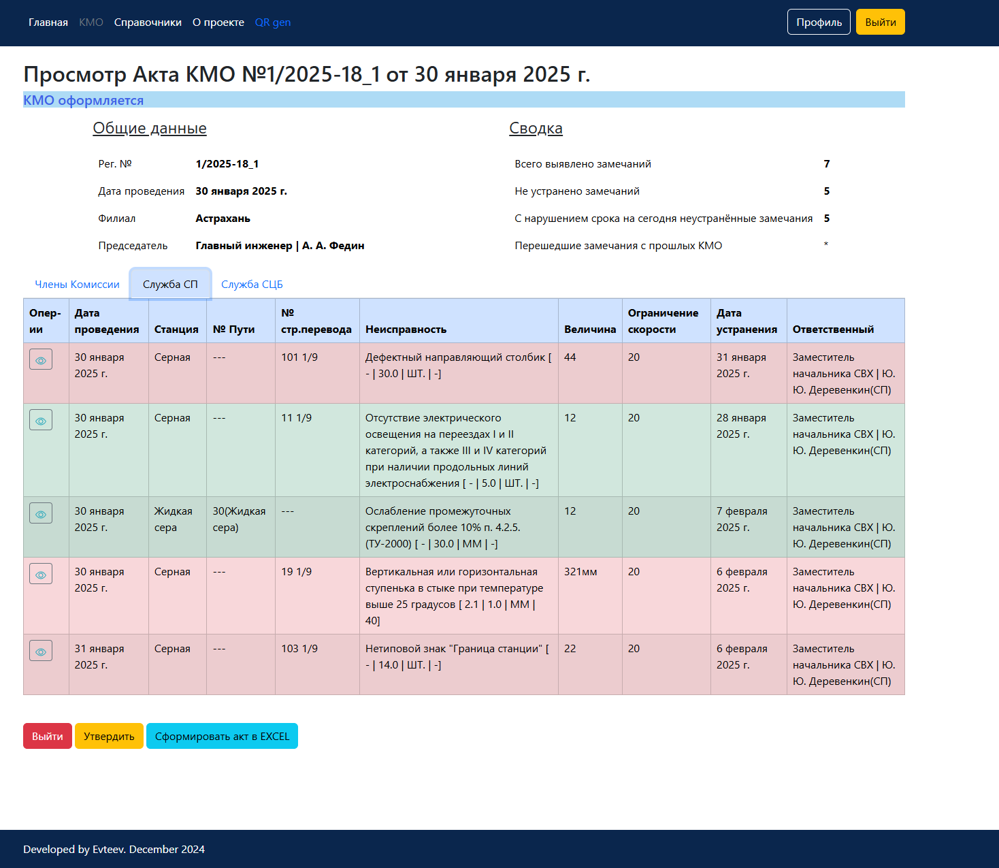 Главная КМО Справочники О проекте QR gen Профиль Выйти
Просмотр Акта КМО №1/2025-18_1 от 30 января 2025 г.
КМО оформляется
Общие данные
Рег. № 1/2025-18_1
Дата проведения 30 января 2025 г.
Филиал Астрахань
Председатель Главный инженер | А. А. Федин
Сводка
Всего выявлено замечаний 7
Не устранено замечаний 5
С нарушением срока на сегодня неустранённые замечания 5
Перешедшие замечания с прошлых КМО *
Члены Комиссии Служба СП Служба СЦБ
Опер-
ии
Дата
проведения
Станция
№ Пути
№
стр.перевода
Неисправность
Величина
Ограничение
скорости
Дата
устранения
Ответственный
30 января
2025 г.
Серная
---
101 1/9
Дефектный направляющий столбик [
- | 30.0 | ШТ. | -]
44
20
31 января
2025 г.
Заместитель
начальника СВХ | Ю.
Ю. Деревенкин(СП)
30 января
2025 г.
Серная
---
11 1/9
Отсутствие электрического
освещения на переездах I и II
категорий, а также III и IV категорий
при наличии продольных линий
электроснабжения [ - | 5.0 | ШТ. | -]
12
20
28 января
2025 г.
Заместитель
начальника СВХ | Ю.
Ю. Деревенкин(СП)
30 января
2025 г.
Жидкая
сера
30(Жидкая
сера)
---
Ослабление промежуточных
скреплений более 10% п. 4.2.5.
(ТУ-2000) [ - | 30.0 | ММ | -]
12
20
7 февраля
2025 г.
Заместитель
начальника СВХ | Ю.
Ю. Деревенкин(СП)
30 января
2025 г.
Серная
---
19 1/9
Вертикальная или горизонтальная
ступенька в стыке при температуре
выше 25 градусов [ 2.1 | 1.0 | ММ |
40]
321мм
20
6 февраля
2025 г.
Заместитель
начальника СВХ | Ю.
Ю. Деревенкин(СП)
31 января
2025 г.
Серная
---
103 1/9
Нетиповой знак "Граница станции" [
- | 14.0 | ШТ. | -]
22
20
6 февраля
2025 г.
Заместитель
начальника СВХ | Ю.
Ю. Деревенкин(СП)
Выйти Утвердить Сформировать акт в EXCEL
Developed by Evteev. December 2024